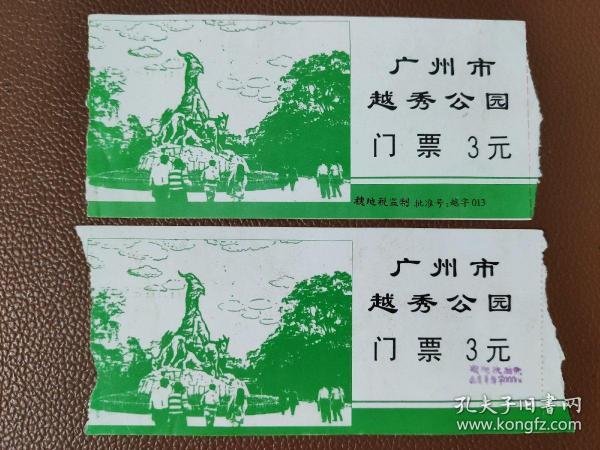 广州市
越秀公园
门票 3元
穗地税监制.批准号:越字013
广州市
越秀公园
门票 3元
孔夫子旧书网
www.kongfz.com